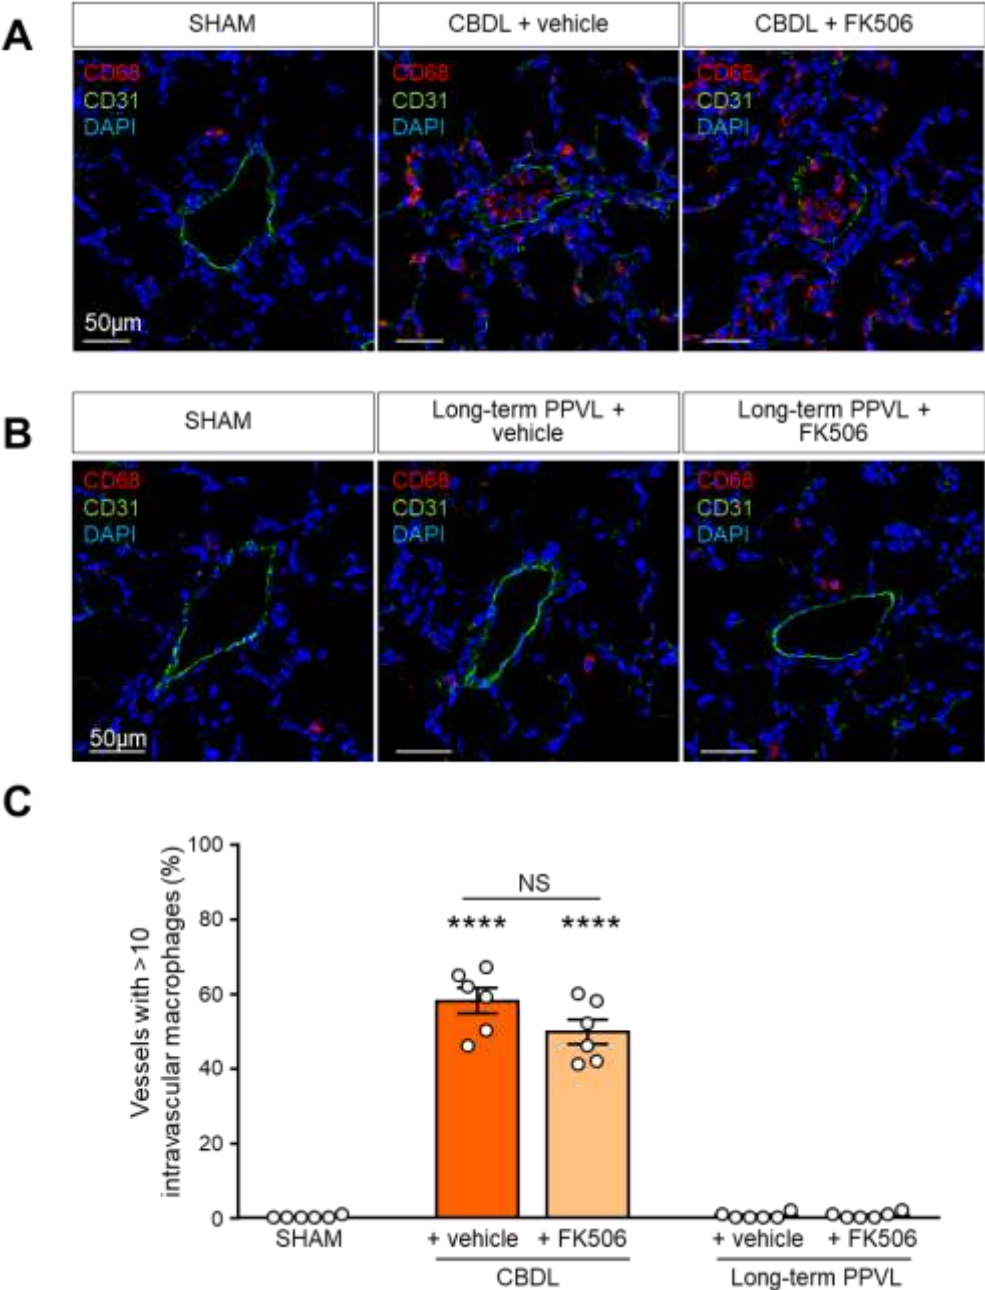 A
SHAM
CBDL + vehicle
CBDL + FK506
CD68
CD31
DAPI
50µm
CD68
CD31
DAPI
CD68
CD31
DAPI
B
SHAM
Long-term PPVL +
vehicle
Long-term PPVL +
FK506
CD68
CD31
DAPI
50µm
CD68
CD31
DAPI
CD68
CD31
DAPI
C
Vessels with >10
intravascular macrophages (%)
100
80
60
40
20
0
NS
**** ****
SHAM
+ vehicle + FK506
CBDL
+ vehicle + FK506
Long-term PPVL